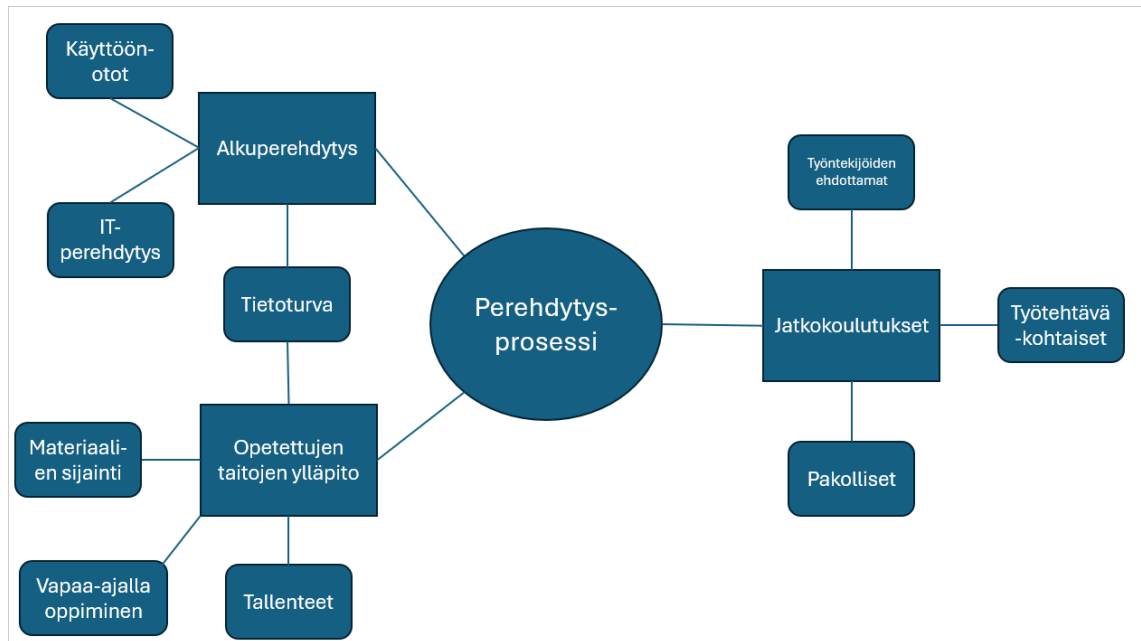 Käyttöön-
otot
Alkuperehdytys
IT-
perehdytys
Tietoturva
Perehdytys-
prosessi
Työntekijöiden
ehdottamat
Jatkokoulutukset
Työtehtävä
-kohtaiset
Pakolliset
Materiaali-
en sijainti
Opetettujen
taitojen ylläpito
Vapaa-ajalla
oppiminen
Tallenteet